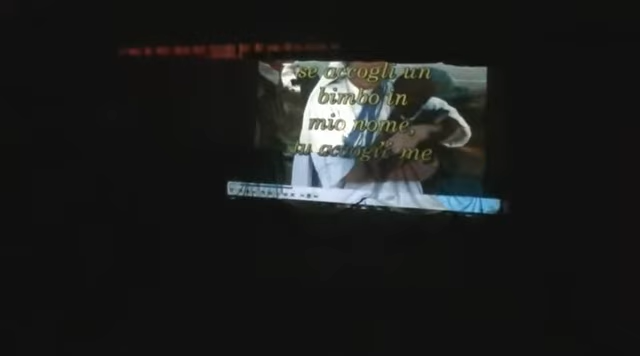 se accogli un
bimbo in
mio nome,
tu accogli me